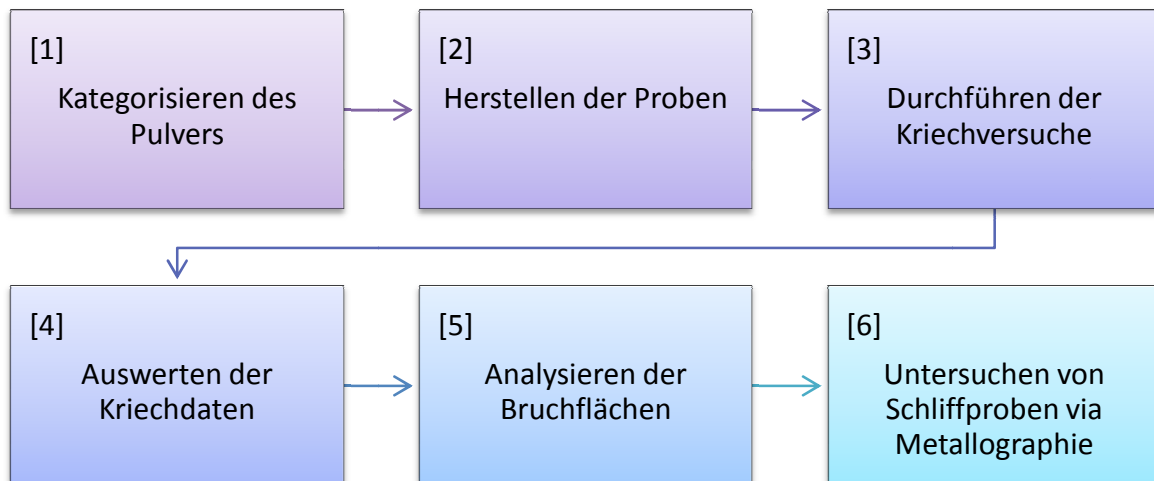 [1]
Kategorisieren des
Pulvers
[2]
Herstellen der Proben
[3]
Durchführen der
Kriechversuche
[4]
Auswerten der
Kriechdaten
[5]
Analysieren der
Bruchflächen
[6]
Untersuchen von
Schliffproben via
Metallographie